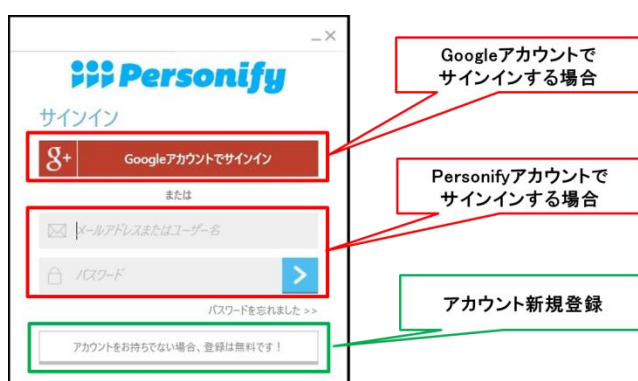 Personify
サインイン
g+ Googleアカウントでサインイン
または
メールアドレスまたはユーザー名
パスワード
パスワードを忘れました >>
アカウントをお持ちでない場合、登録は無料です！
Googleアカウントで
サインインする場合
Personifyアカウントで
サインインする場合
アカウント新規登録